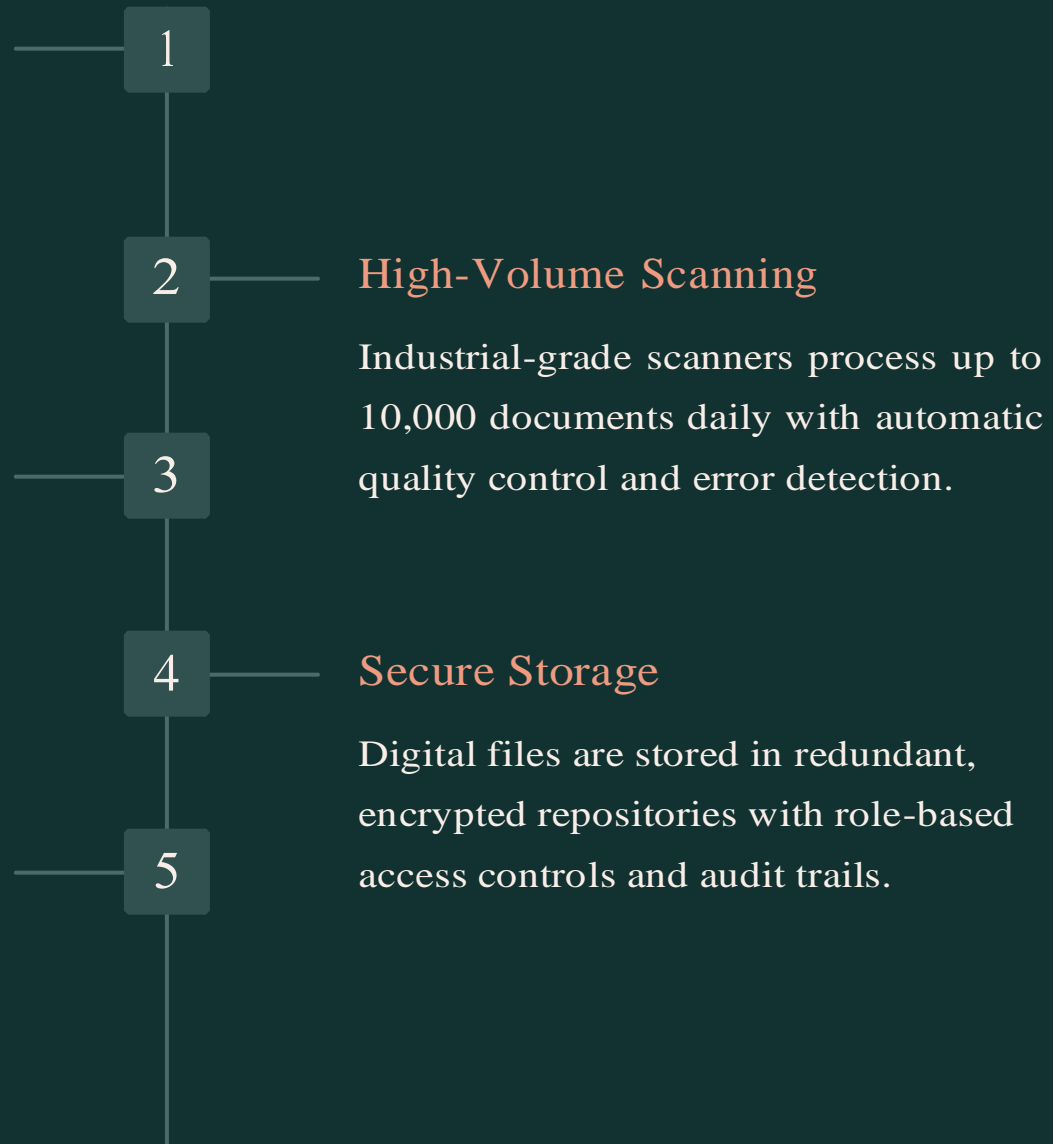 1
2
High-Volume Scanning
Industrial-grade scanners process up to
10,000 documents daily with automatic
quality control and error detection.
3
4
Secure Storage
Digital files are stored in redundant,
encrypted repositories with role-based
access controls and audit trails.
5